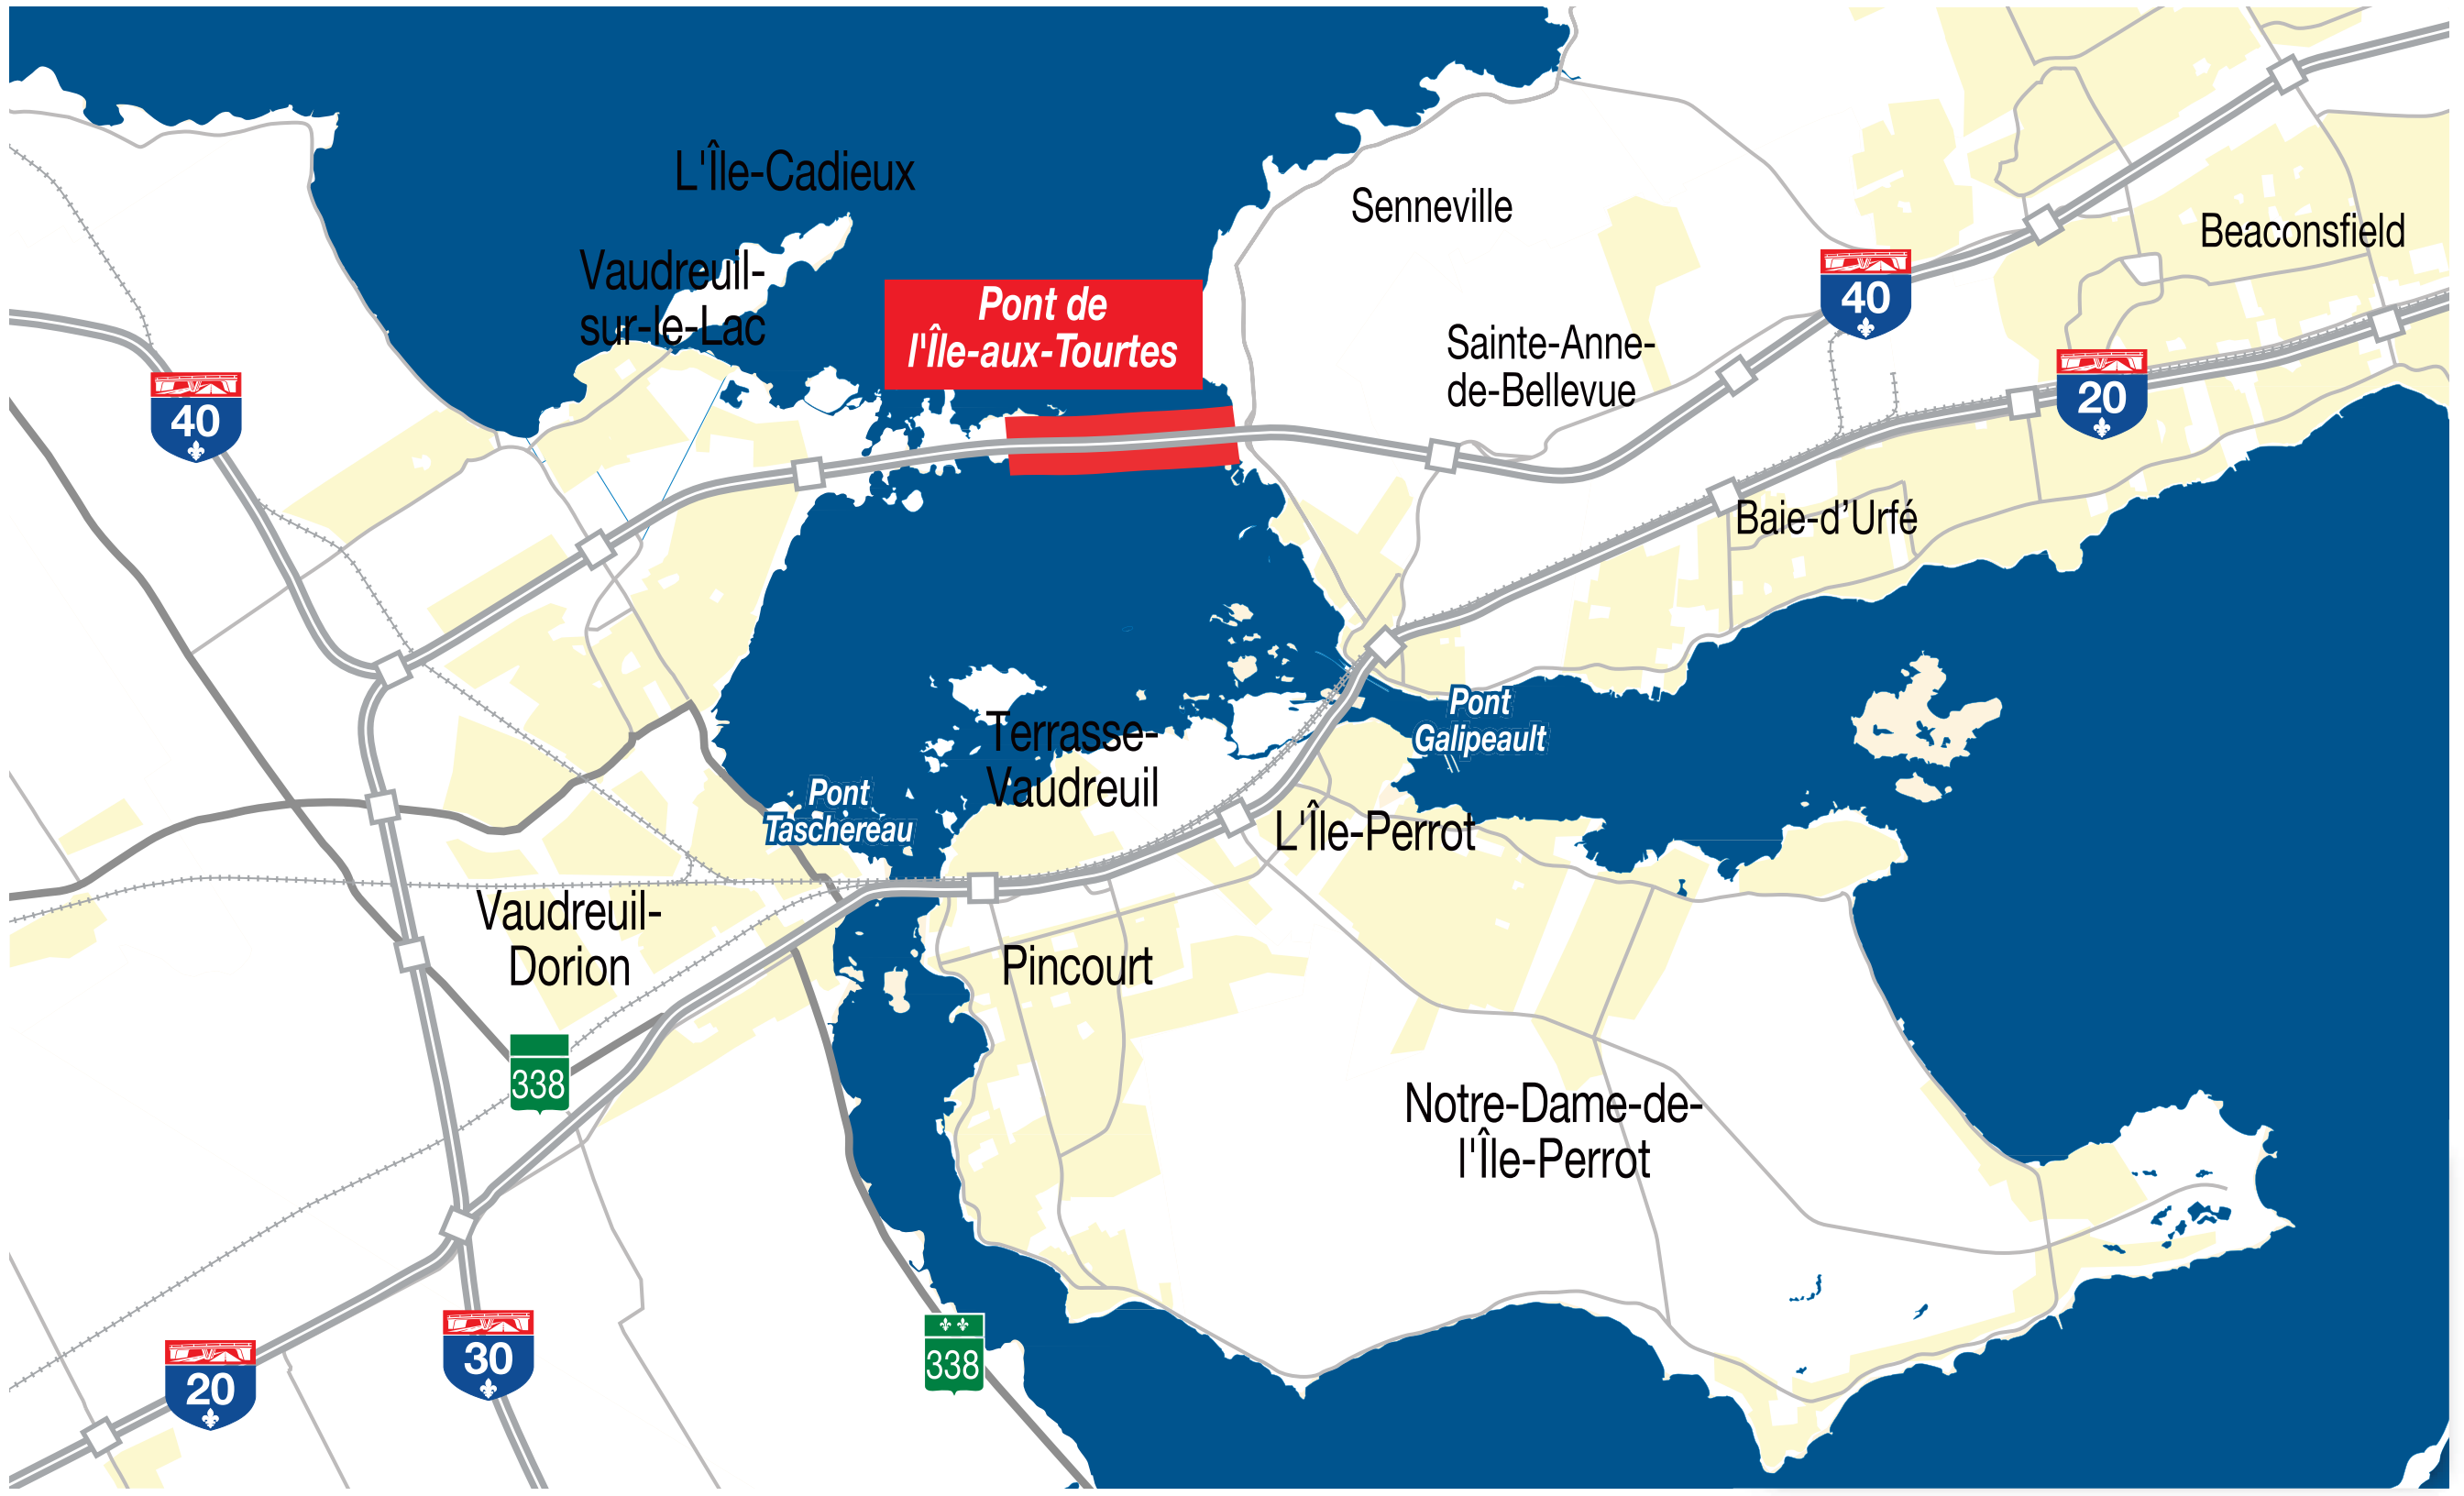 L'Île-Cadieux
Vaudreuil-
sur-le-Lac
Pont de
l'Île-aux-Tourtes
Senneville
Beaconsfield
40
Sainte-Anne-
de-Bellevue
20
40
Baie-d’Urfé
Pont
Galipeault
Terrasse-
Vaudreuil
Pont
Taschereau
L'Île-Perrot
Vaudreuil-
Dorion
Pincourt
338
Notre-Dame-de-
l'Île-Perrot
338
30
20